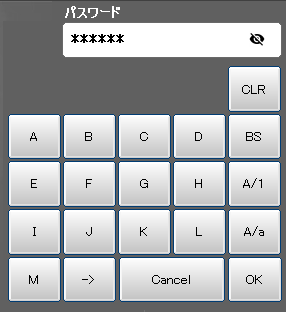 パスワード
******
CLR
A B C D BS
E F G H A/1
I J K L A/a
M -> Cancel OK